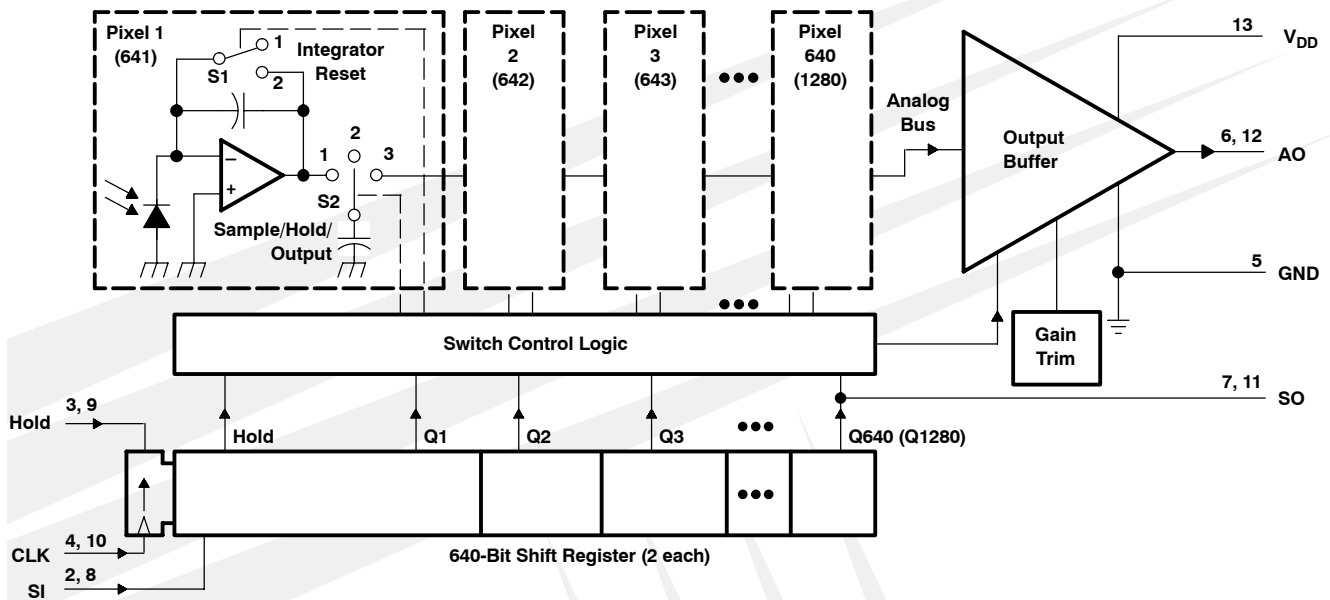 Pixel 1
(641)
1
Integrator
Reset
S1
2
–
+
1
2
3
S2
Sample/Hold/
Output
Pixel
2
(642)
Pixel
3
(643)
Pixel
640
(1280)
Analog
Bus
Output
Buffer
13
VDD
6, 12
AO
5
GND
Gain
Trim
Switch Control Logic
7, 11
SO
3, 9
Hold
Hold
Q1
Q2
Q3
Q640 (Q1280)
4, 10
CLK
640-Bit Shift Register (2 each)
2, 8
SI